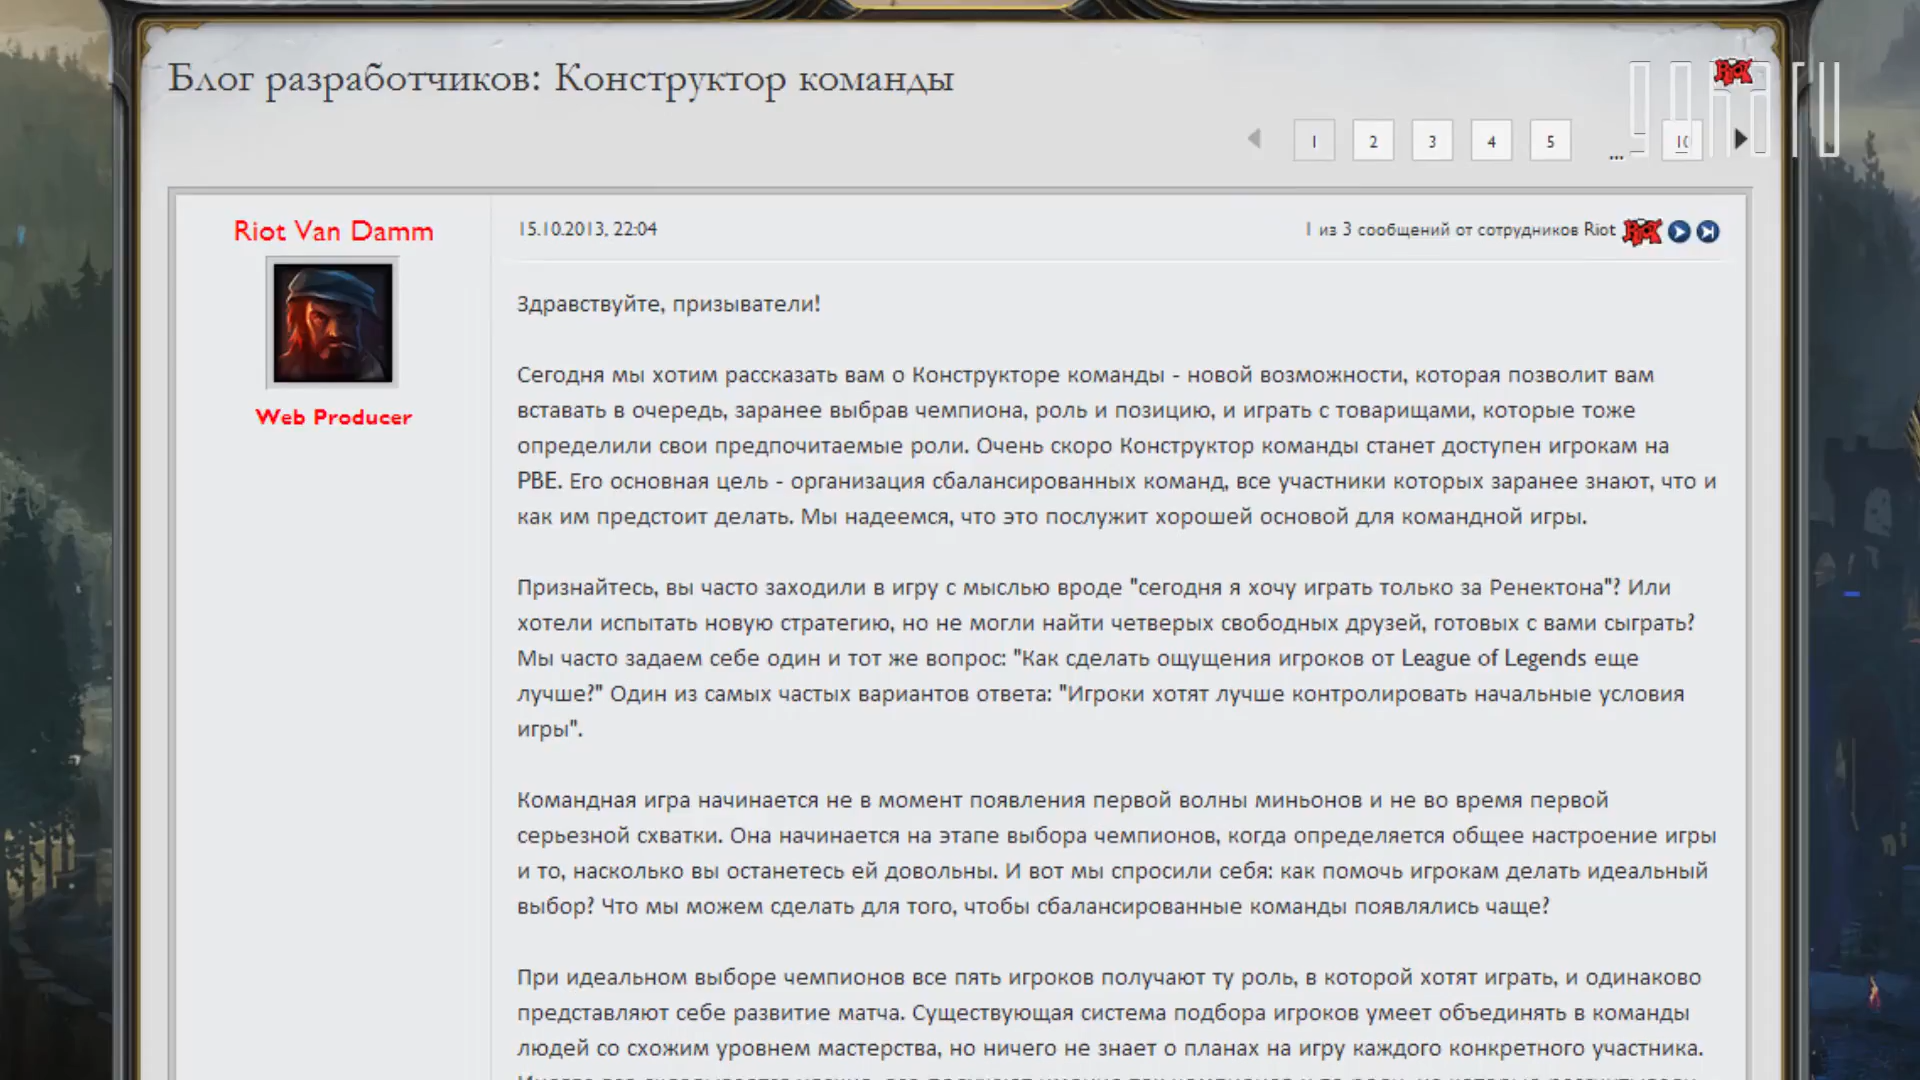 Блог разработчиков: Конструктор команды
RIOT
goha.ru
1 2 3 4 5 ... 10
Riot Van Damm
Web Producer
15.10.2013, 22:04
1 из 3 сообщений от сотрудников Riot RIOT
Здравствуйте, призыватели!
Сегодня мы хотим рассказать вам о Конструкторе команды - новой возможности, которая позволит вам
вставать в очередь, заранее выбрав чемпиона, роль и позицию, и играть с товарищами, которые тоже
определили свои предпочитаемые роли. Очень скоро Конструктор команды станет доступен игрокам на
PBE. Его основная цель - организация сбалансированных команд, все участники которых заранее знают, что и
как им предстоит делать. Мы надеемся, что это послужит хорошей основой для командной игры.
Признайтесь, вы часто заходили в игру с мыслью вроде "сегодня я хочу играть только за Ренектона"? Или
хотели испытать новую стратегию, но не могли найти четверых свободных друзей, готовых с вами сыграть?
Мы часто задаем себе один и тот же вопрос: "Как сделать ощущения игроков от League of Legends еще
лучше?" Один из самых частых вариантов ответа: "Игроки хотят лучше контролировать начальные условия
игры".
Командная игра начинается не в момент появления первой волны миньонов и не во время первой
серьезной схватки. Она начинается на этапе выбора чемпионов, когда определяется общее настроение игры
и то, насколько вы останетесь ей довольны. И вот мы спросили себя: как помочь игрокам делать идеальный
выбор? Что мы можем сделать для того, чтобы сбалансированные команды появлялись чаще?
При идеальном выборе чемпионов все пять игроков получают ту роль, в которой хотят играть, и одинаково
представляют себе развитие матча. Существующая система подбора игроков умеет объединять в команды
людей со схожим уровнем мастерства, но ничего не знает о планах на игру каждого конкретного участника.